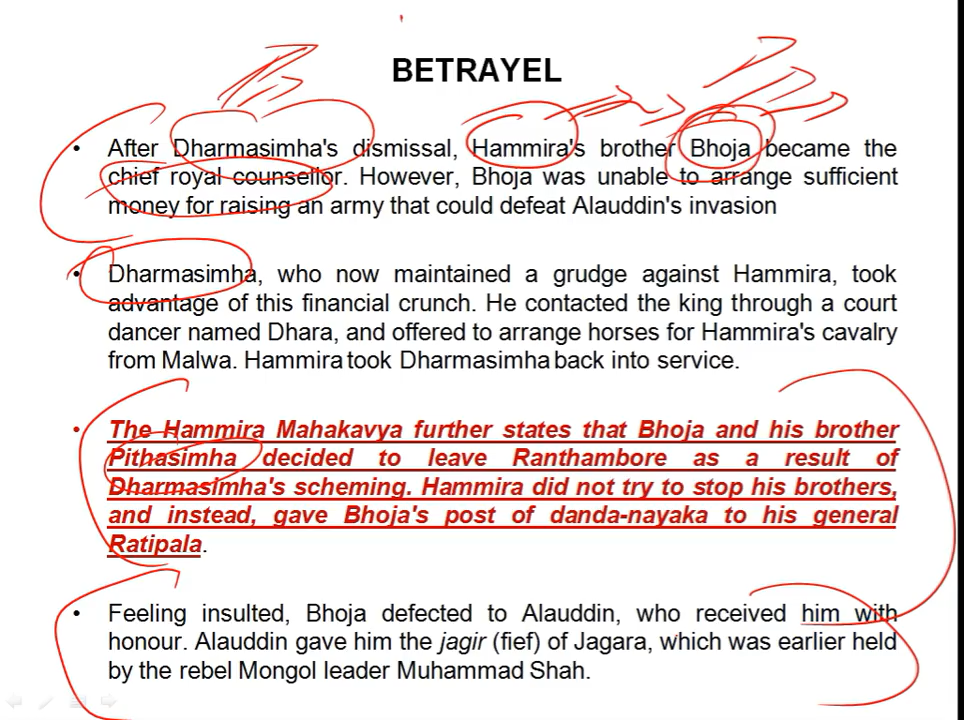 BETRAYEL
• After Dharmasimha's dismissal, Hammira's brother Bhoja became the
chief royal counsellor. However, Bhoja was unable to arrange sufficient
money for raising an army that could defeat Alauddin's invasion
• Dharmasimha, who now maintained a grudge against Hammira, took
advantage of this financial crunch. He contacted the king through a court
dancer named Dhara, and offered to arrange horses for Hammira's cavalry
from Malwa. Hammira took Dharmasimha back into service.
• The Hammira Mahakavya further states that Bhoja and his brother
Pithasimha decided to leave Ranthambore as a result of
Dharmasimha's scheming. Hammira did not try to stop his brothers,
and instead, gave Bhoja's post of danda-nayaka to his general
Ratipala.
• Feeling insulted, Bhoja defected to Alauddin, who received him with
honour. Alauddin gave him the jagir (fief) of Jagara, which was earlier held
by the rebel Mongol leader Muhammad Shah.